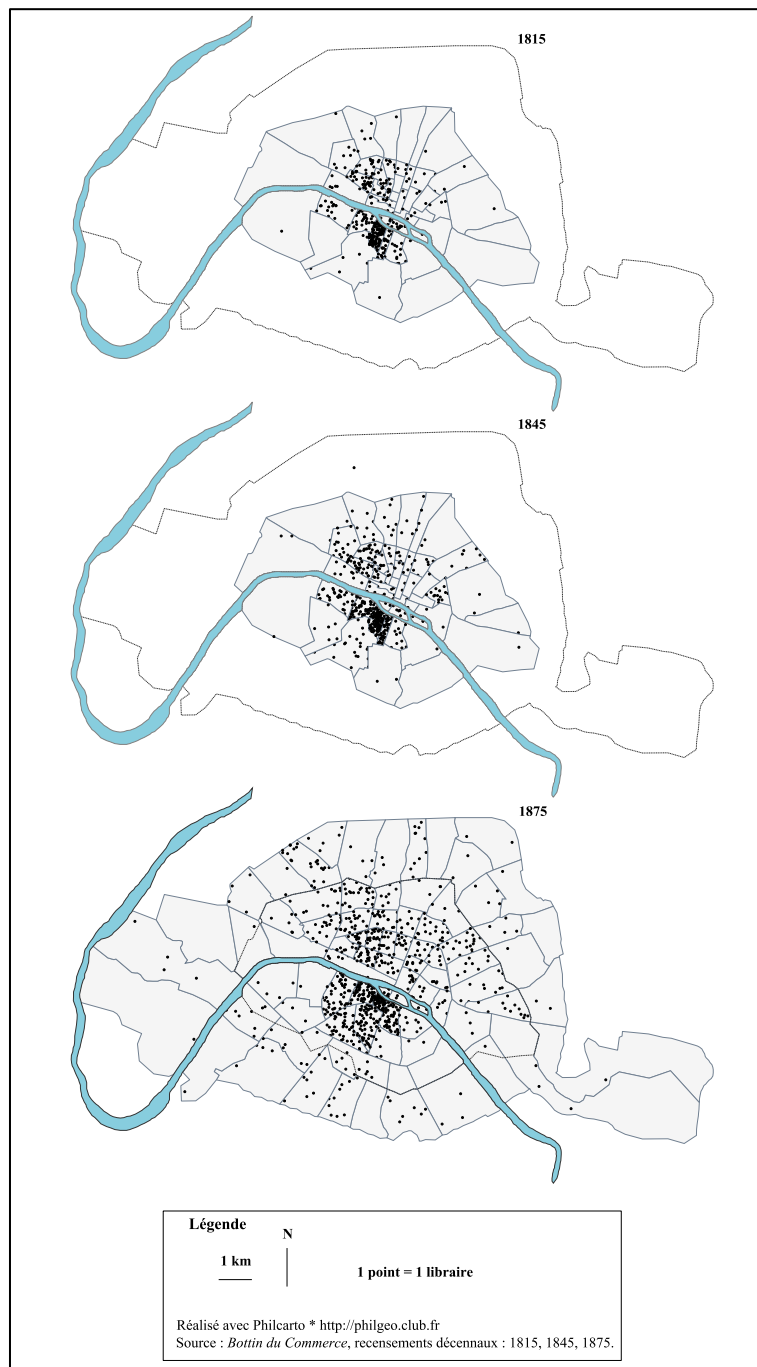 1815
1845
1875
Légende
N
1 km
1 point = 1 libraire
Réalisé avec Philcarto * http://philgeo.club.fr
Source : Bottin du Commerce, recensements décennaux : 1815, 1845, 1875.